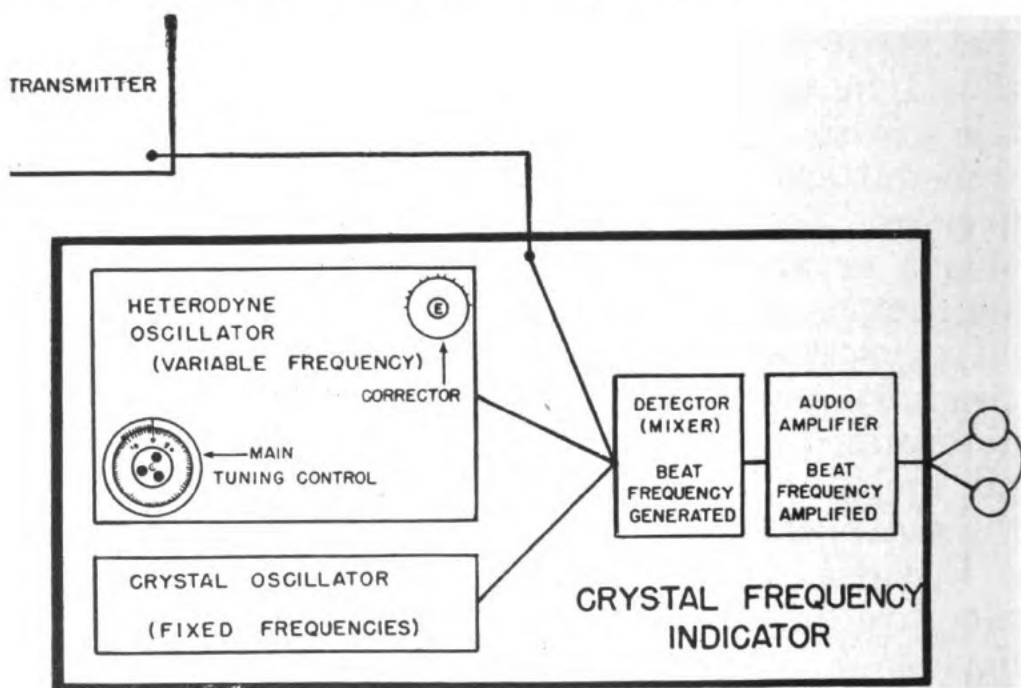 TRANSMITTER
HETERODYNE
OSCILLATOR
(VARIABLE FREQUENCY)
E
CORRECTOR
MAIN
TUNING CONTROL
CRYSTAL OSCILLATOR
(FIXED FREQUENCIES)
DETECTOR
(MIXER)
BEAT
FREQUENCY
GENERATED
AUDIO
AMPLIFIER
BEAT
FREQUENCY
AMPLIFIED
CRYSTAL FREQUENCY
INDICATOR